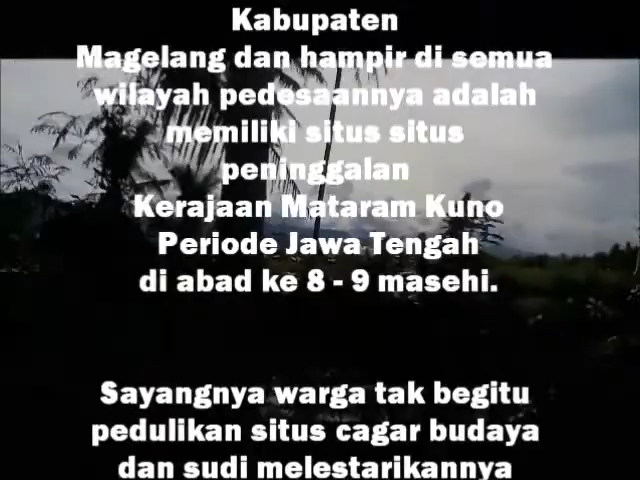 Kabupaten
Magelang dan hampir di semua
wilayah pedesaannya adalah
memiliki situs situs
peninggalan
Kerajaan Mataram Kuno
Periode Jawa Tengah
di abad ke 8 - 9 masehi.
Sayangnya warga tak begitu
pedulikan situs cagar budaya
dan sudi melestarikannya